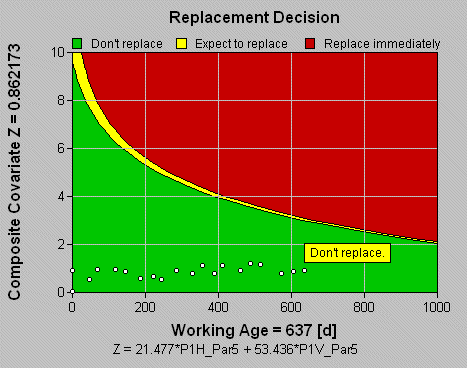 Replacement Decision
Don't replace Expect to replace Replace immediately
Composite Covariate Z = 0.862173
10
8
6
4
2
0
Don't replace.
0 200 400 600 800 1000
Working Age = 637 [d]
Z = 21.477*P1H_Par5 + 53.436*P1V_Par5